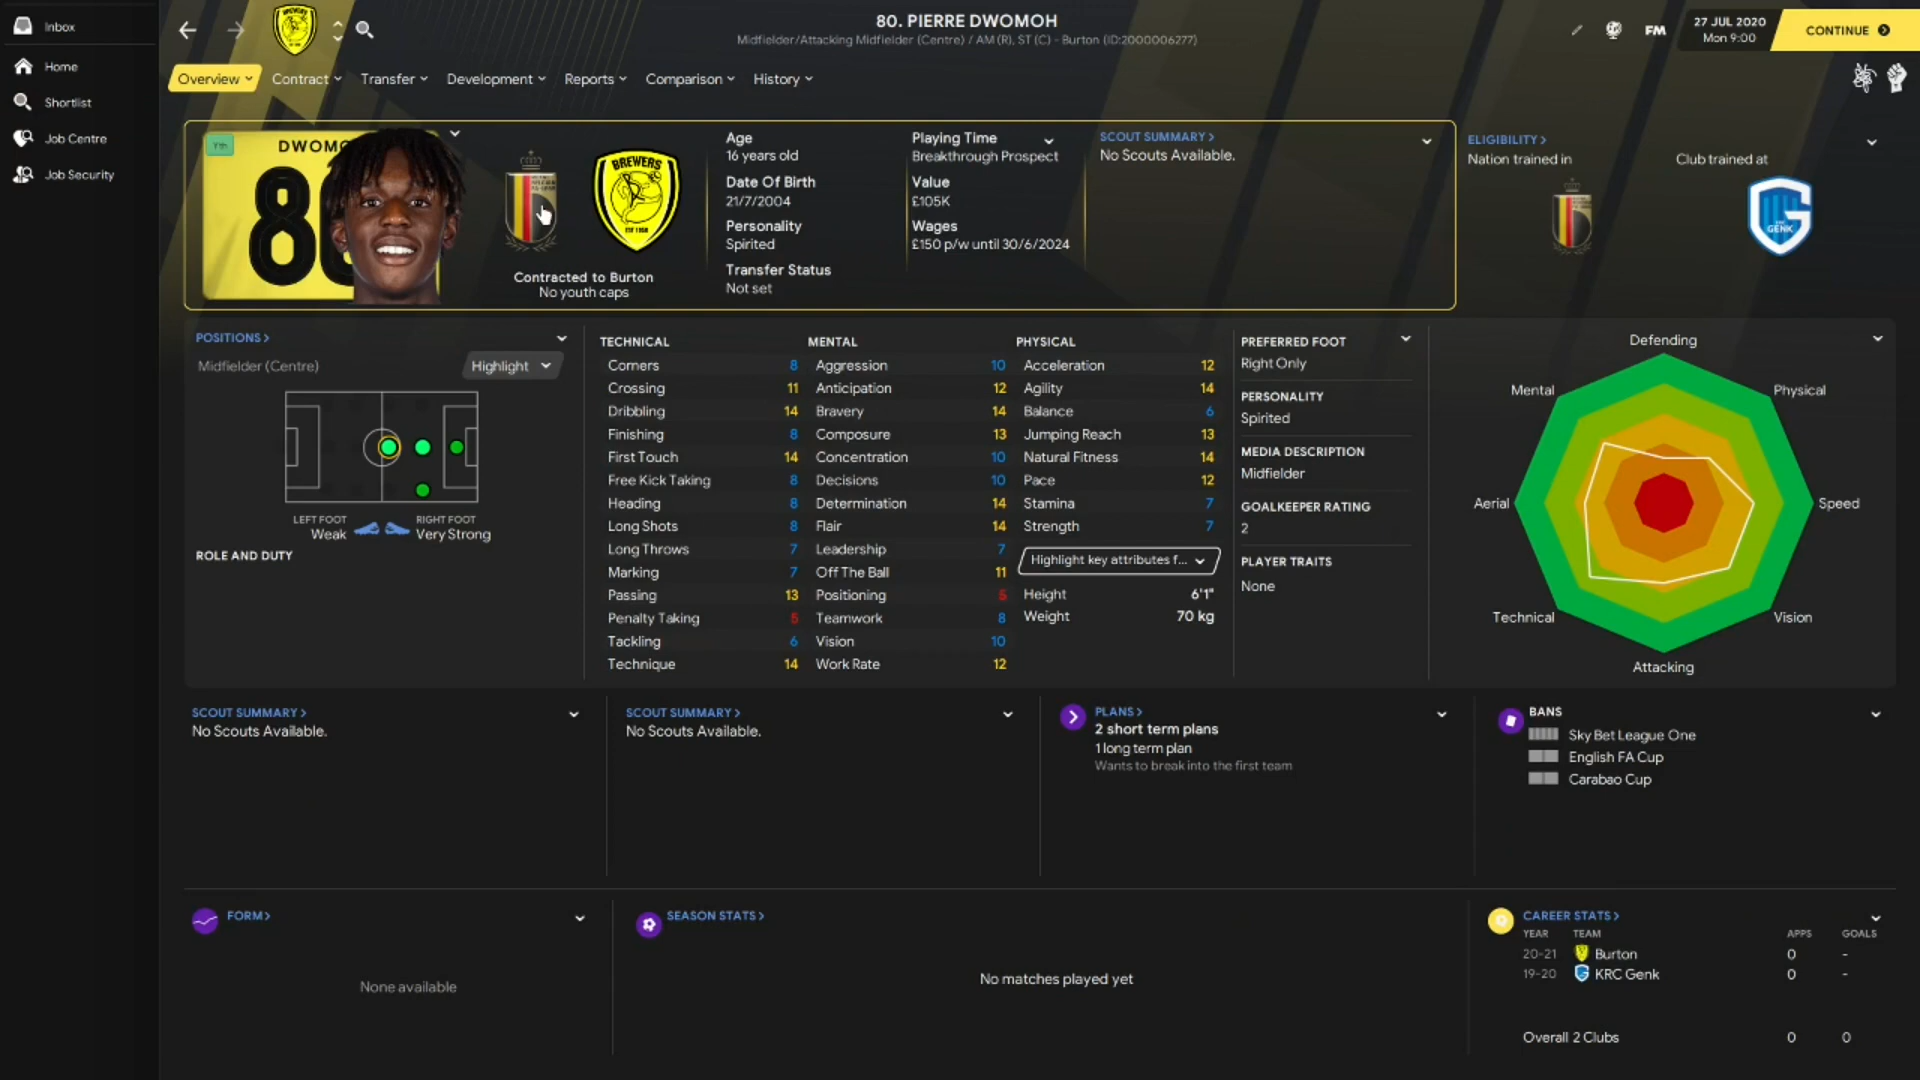 Inbox
Home
Shortlist
Job Centre
Job Security
80. PIERRE DWOMOH
Midfielder/Attacking Midfielder (Centre) / AM (R), ST (C) - Burton (ID:2000006277)
FM
27 JUL 2020
Mon 9:00
CONTINUE
Overview
Contract
Transfer
Development
Reports
Comparison
History
Yth
DWOMO
80
BREWERS
Contracted to Burton
No youth caps
Age
16 years old
Date Of Birth
21/7/2004
Personality
Spirited
Transfer Status
Not set
Playing Time
Breakthrough Prospect
Value
£105K
Wages
£150 p/w until 30/6/2024
SCOUT SUMMARY >
No Scouts Available.
ELIGIBILITY >
Nation trained in
Club trained at
GENK
POSITIONS >
Midfielder (Centre)
Highlight
LEFT FOOT
Weak
RIGHT FOOT
Very Strong
ROLE AND DUTY
TECHNICAL
Corners 8
Crossing 11
Dribbling 14
Finishing 8
First Touch 14
Free Kick Taking 8
Heading 8
Long Shots 8
Long Throws 7
Marking 7
Passing 13
Penalty Taking 5
Tackling 6
Technique 14
MENTAL
Aggression 10
Anticipation 12
Bravery 14
Composure 13
Concentration 10
Decisions 10
Determination 14
Flair 14
Leadership 7
Off The Ball 11
Positioning 5
Teamwork 8
Vision 10
Work Rate 12
PHYSICAL
Acceleration 12
Agility 14
Balance 6
Jumping Reach 13
Natural Fitness 14
Pace 12
Stamina 7
Strength 7
Highlight key attributes f...
Height 6'1"
Weight 70 kg
PREFERRED FOOT
Right Only
PERSONALITY
Spirited
MEDIA DESCRIPTION
Midfielder
GOALKEEPER RATING
2
PLAYER TRAITS
None
Defending
Physical
Speed
Vision
Attacking
Technical
Aerial
Mental
SCOUT SUMMARY >
No Scouts Available.
SCOUT SUMMARY >
No Scouts Available.
PLANS >
2 short term plans
1 long term plan
Wants to break into the first team
BANS
Sky Bet League One
English FA Cup
Carabao Cup
FORM >
None available
SEASON STATS >
No matches played yet
CAREER STATS >
YEAR TEAM APPS GOALS
20-21 Burton 0 -
19-20 KRC Genk 0 -
Overall 2 Clubs 0 0